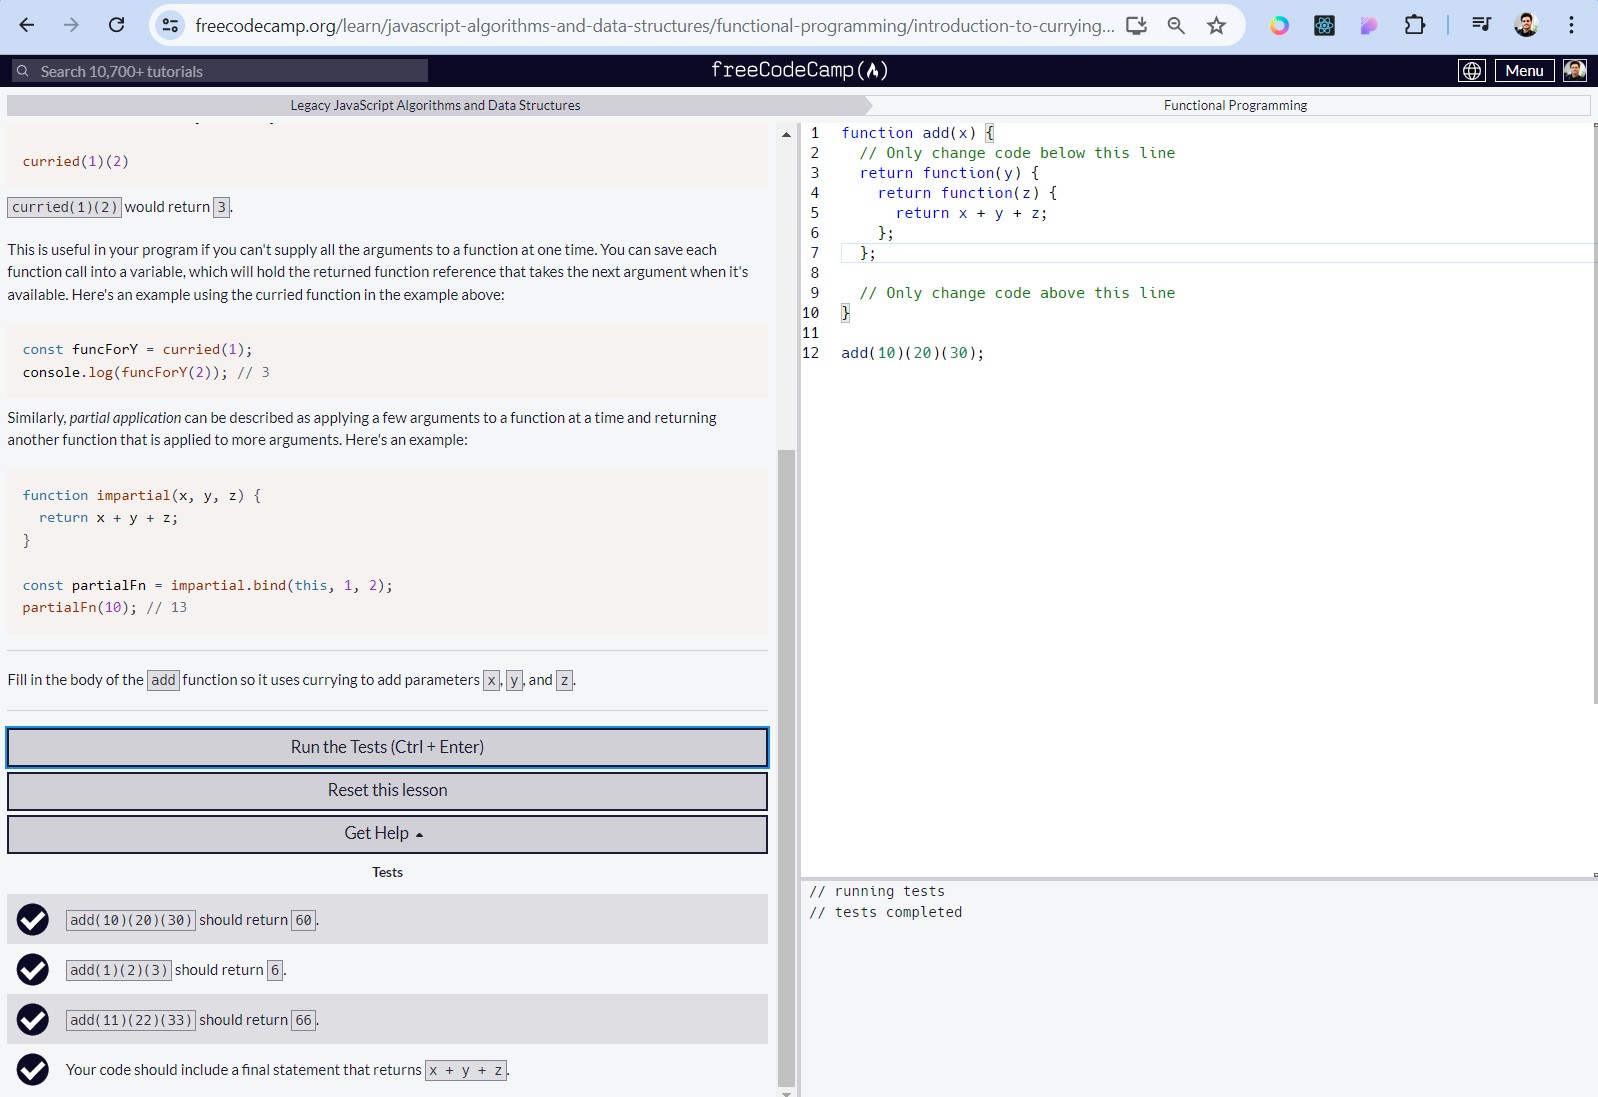 freecodecamp.org/learn/javascript-algorithms-and-data-structures/functional-programming/introduction-to-currying...
Search 10,700+ tutorials
freeCodeCamp
Menu
Legacy JavaScript Algorithms and Data Structures
Functional Programming
curried(1)(2)
curried(1)(2) would return 3.
This is useful in your program if you can't supply all the arguments to a function at one time. You can save each
function call into a variable, which will hold the returned function reference that takes the next argument when it's
available. Here's an example using the curried function in the example above:
const funcForY = curried(1);
console.log(funcForY(2)); // 3
Similarly, partial application can be described as applying a few arguments to a function at a time and returning
another function that is applied to more arguments. Here's an example:
function impartial(x, y, z) {
return x + y + z;
}
const partialFn = impartial.bind(this, 1, 2);
partialFn(10); // 13
Fill in the body of the add function so it uses currying to add parameters x, y, and z.
Run the Tests (Ctrl + Enter)
Reset this lesson
Get Help
Tests
add(10)(20)(30) should return 60.
add(1)(2)(3) should return 6.
add(11)(22)(33) should return 66.
Your code should include a final statement that returns x + y + z.
1 function add(x) {
2 // Only change code below this line
3 return function(y) {
4 return function(z) {
5 return x + y + z;
6 };
7 };
8
9 // Only change code above this line
10 }
11
12 add(10)(20)(30);
// running tests
// tests completed